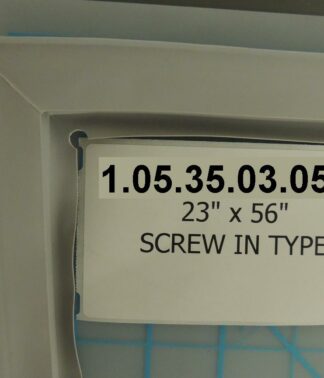 1.05.35.03.05
23" x 56"
SCREW IN TYPE